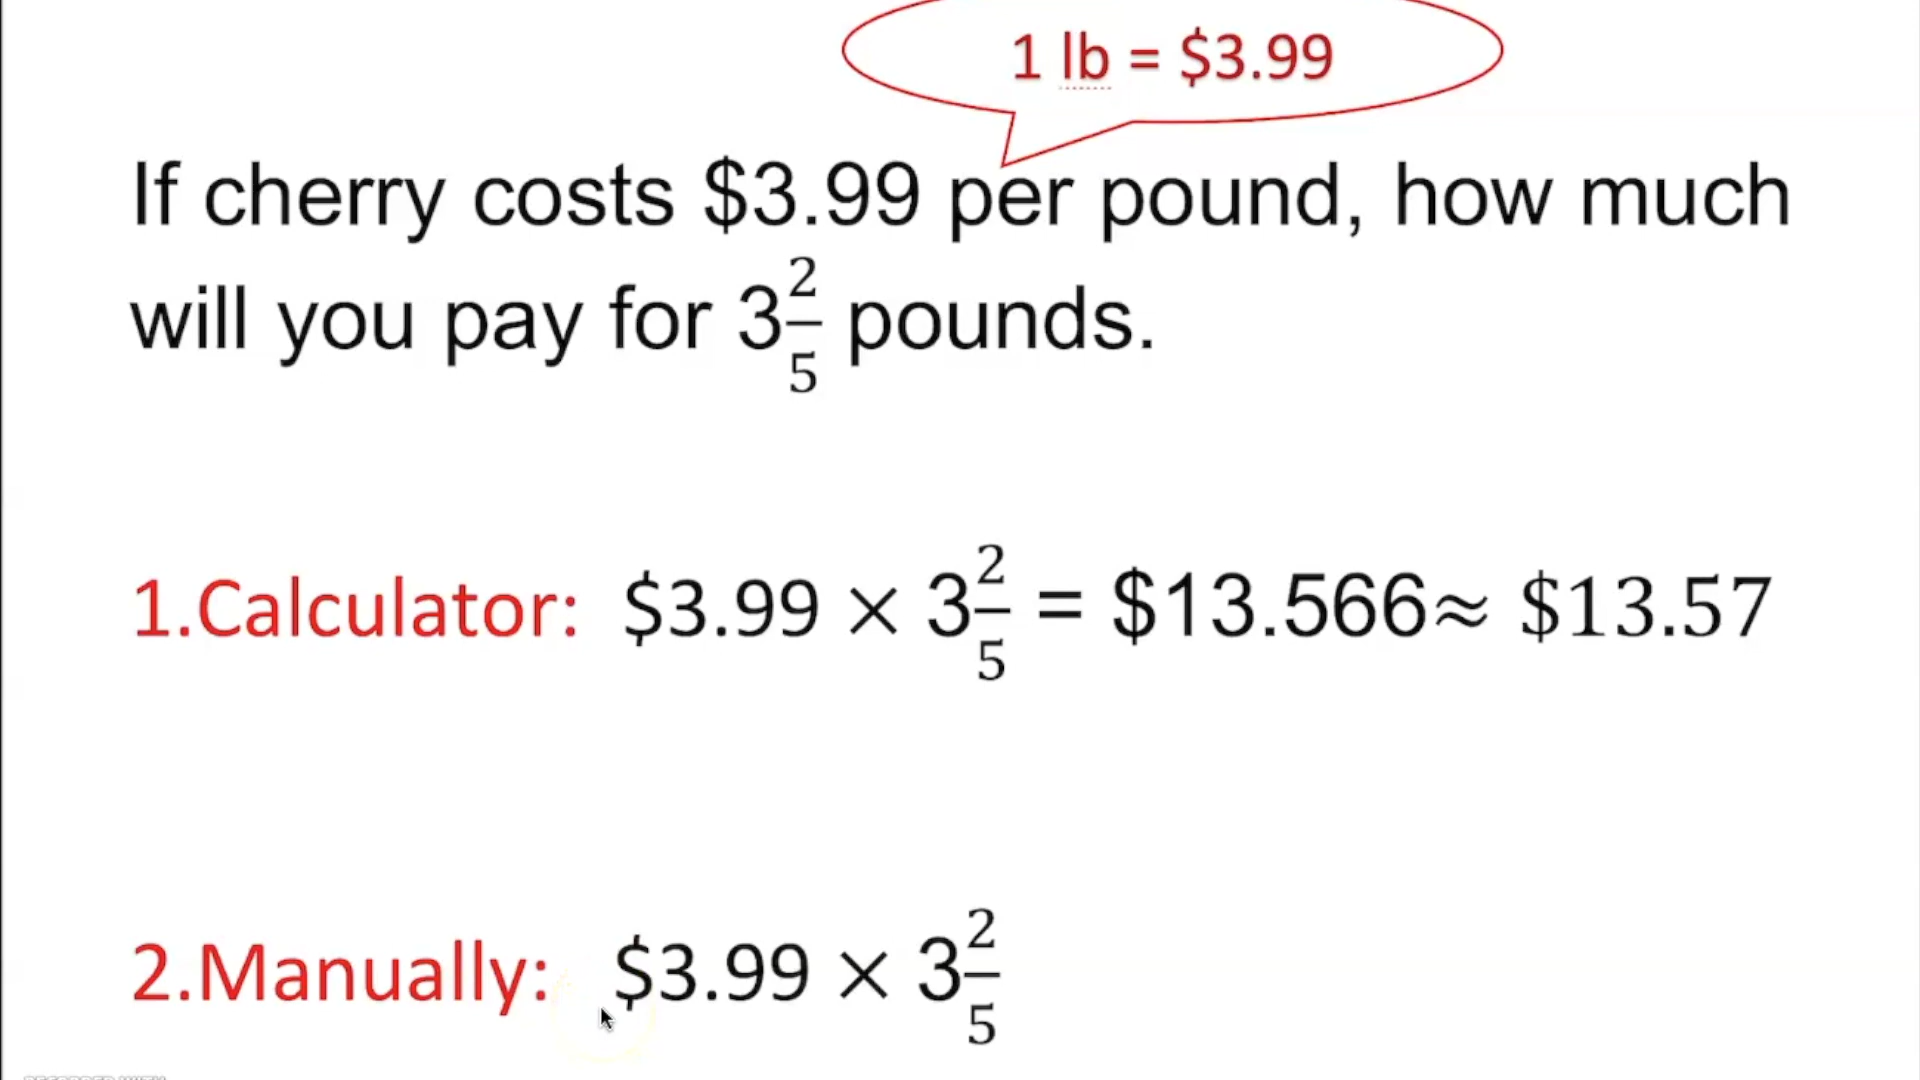 1 lb = $3.99
If cherry costs $3.99 per pound, how much
will you pay for 3 2/5 pounds.
1.Calculator: $3.99 × 3 2/5 = $13.566≈ $13.57
2.Manually: $3.99 × 3 2/5